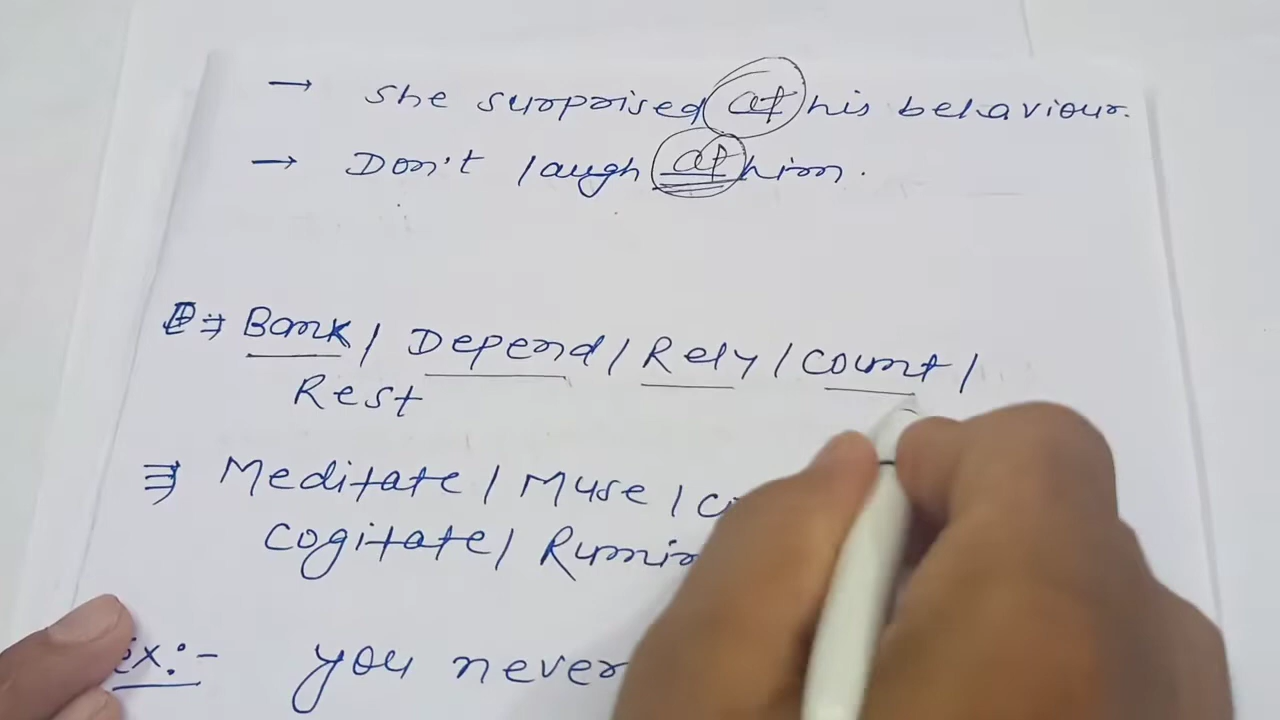 → She surprised at his behaviour.
→ Don't laugh at him.
⇒ Bank / Depend / Rely / Count /
Rest
⇒ Meditate / Muse /
Cogitate /
Ex:- you never